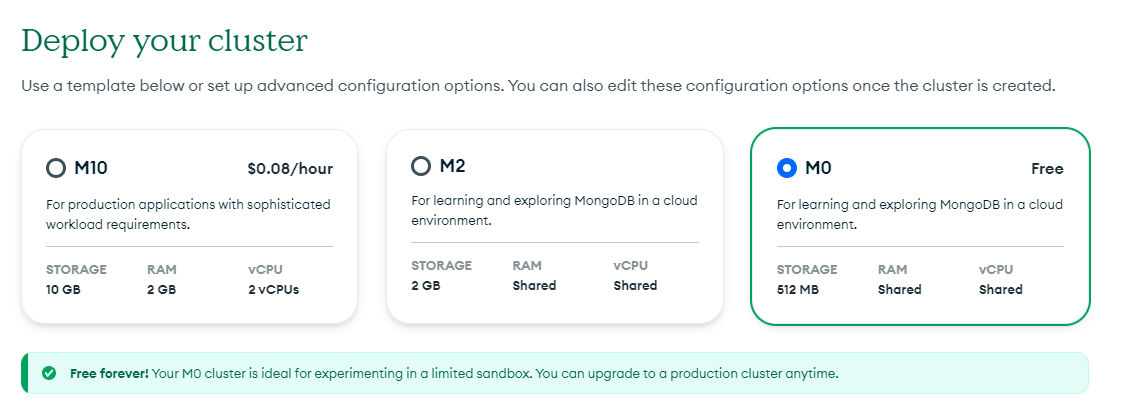 Deploy your cluster
Use a template below or set up advanced configuration options. You can also edit these configuration options once the cluster is created.
M10 $0.08/hour
For production applications with sophisticated
workload requirements.
STORAGE RAM vCPU
10 GB 2 GB 2 vCPUs
M2
For learning and exploring MongoDB in a cloud
environment.
STORAGE RAM vCPU
2 GB Shared Shared
M0 Free
For learning and exploring MongoDB in a cloud
environment.
STORAGE RAM vCPU
512 MB Shared Shared
Free forever! Your M0 cluster is ideal for experimenting in a limited sandbox. You can upgrade to a production cluster anytime.